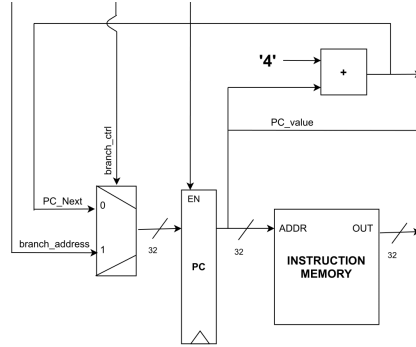 '4'
+
PC_value
branch_ctrl
PC_Next
0
EN
branch_address
1
32
PC
32
ADDR
OUT
INSTRUCTION
MEMORY
32